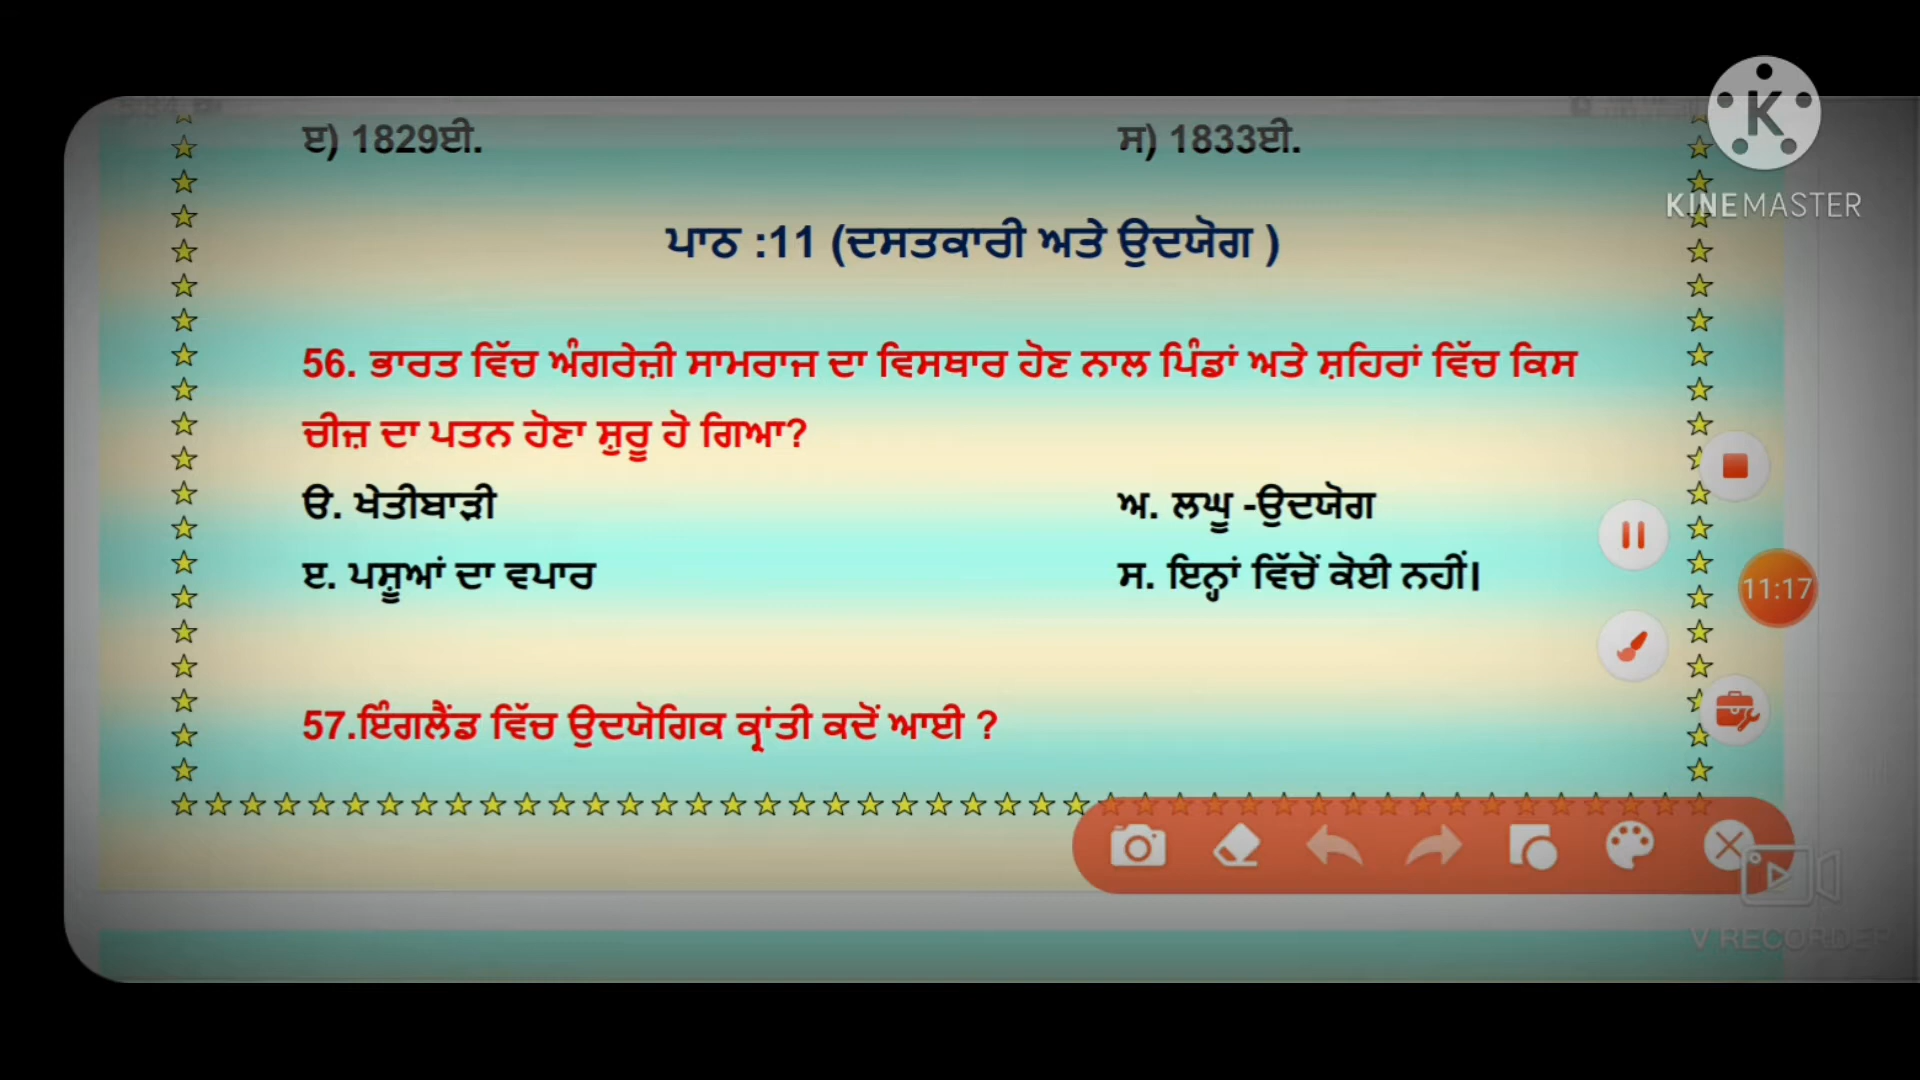 ੲ) 1829ਈ. ਸ) 1833ਈ.
KINEMASTER
ਪਾਠ :11 (ਦਸਤਕਾਰੀ ਅਤੇ ਉਦਯੋਗ )
56. ਭਾਰਤ ਵਿੱਚ ਅੰਗਰੇਜ਼ੀ ਸਾਮਰਾਜ ਦਾ ਵਿਸਥਾਰ ਹੋਣ ਨਾਲ ਪਿੰਡਾਂ ਅਤੇ ਸ਼ਹਿਰਾਂ ਵਿੱਚ ਕਿਸ
ਚੀਜ਼ ਦਾ ਪਤਨ ਹੋਣਾ ਸ਼ੁਰੂ ਹੋ ਗਿਆ?
ੳ. ਖੇਤੀਬਾੜੀ ਅ. ਲਘੂ -ਉਦਯੋਗ
ੲ. ਪਸ਼ੂਆਂ ਦਾ ਵਪਾਰ ਸ. ਇਨ੍ਹਾਂ ਵਿੱਚੋਂ ਕੋਈ ਨਹੀਂ।
11:17
57.ਇੰਗਲੈਂਡ ਵਿੱਚ ਉਦਯੋਗਿਕ ਕ੍ਰਾਂਤੀ ਕਦੋਂ ਆਈ ?
V RECORDER